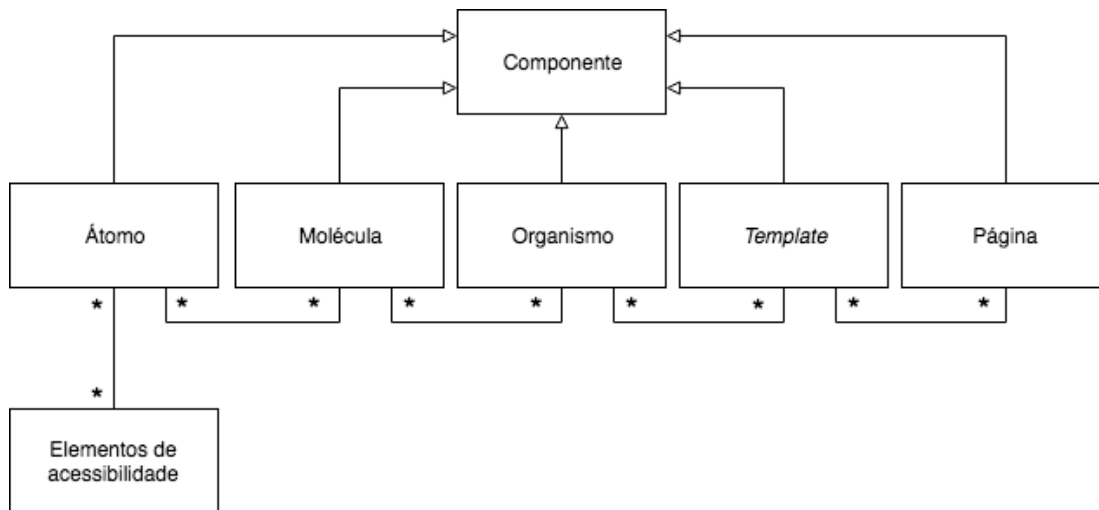 Componente
Átomo
Molécula
Organismo
Template
Página
* * * * * * * * *
*
Elementos de
acessibilidade